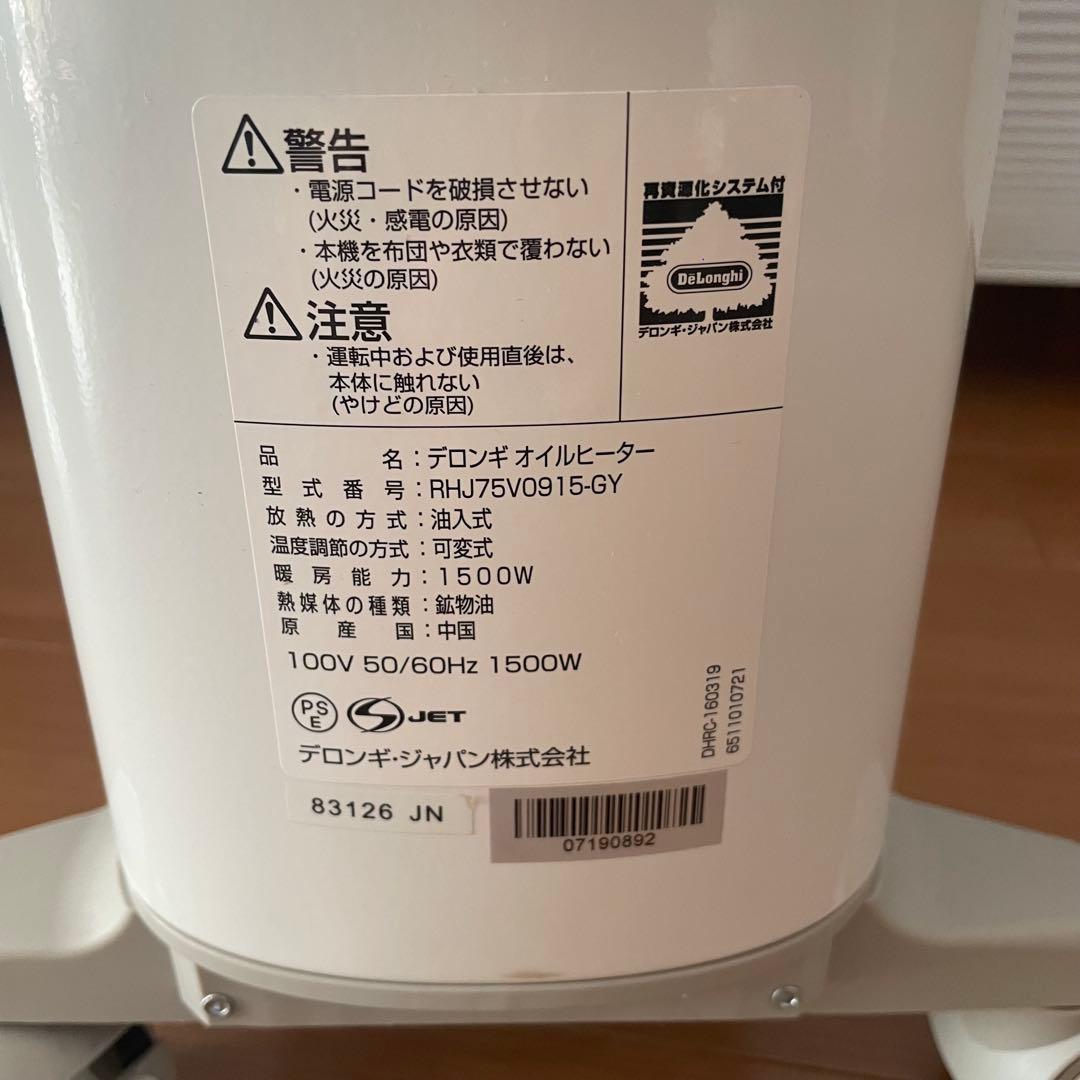 警告
・電源コードを破損させない
(火災・感電の原因)
・本機を布団や衣類で覆わない
(火災の原因)
注意
・運転中および使用直後は、
本体に触れない
(やけどの原因)
再資源化システム付
DeLonghi
デロンギ・ジャパン株式会社
品名：デロンギ オイルヒーター
型式番号：RHJ75V0915-GY
放熱の方式：油入式
温度調節の方式：可変式
暖房能力：1500W
熱媒体の種類：鉱物油
原産国：中国
100V 50/60Hz 1500W
PS
E
JET
デロンギ・ジャパン株式会社
DHRC-160319
6511010721
83126 JN
07190892